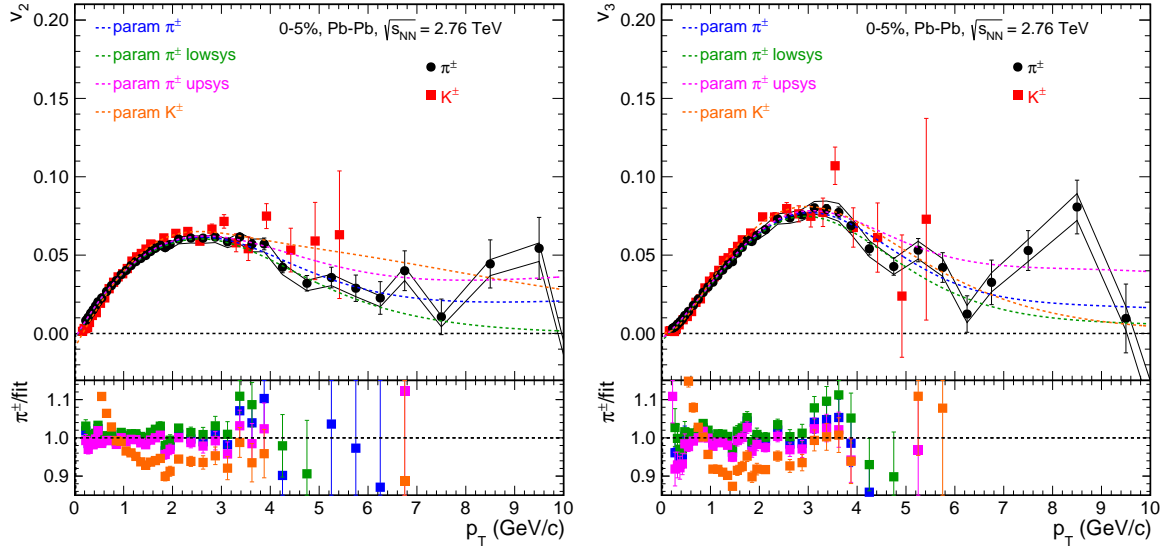 v₂
0-5%, Pb-Pb, √s_NN = 2.76 TeV
param π±
param π± lowsys
param π± upsys
param K±
π±
K±
0.20
0.15
0.10
0.05
0.00
π±/fit
1.1
1.0
0.9
0 1 2 3 4 5 6 7 8 9 10
p_T (GeV/c)
v₃
0-5%, Pb-Pb, √s_NN = 2.76 TeV
param π±
param π± lowsys
param π± upsys
param K±
π±
K±
0.20
0.15
0.10
0.05
0.00
π±/fit
1.1
1.0
0.9
0 1 2 3 4 5 6 7 8 9 10
p_T (GeV/c)